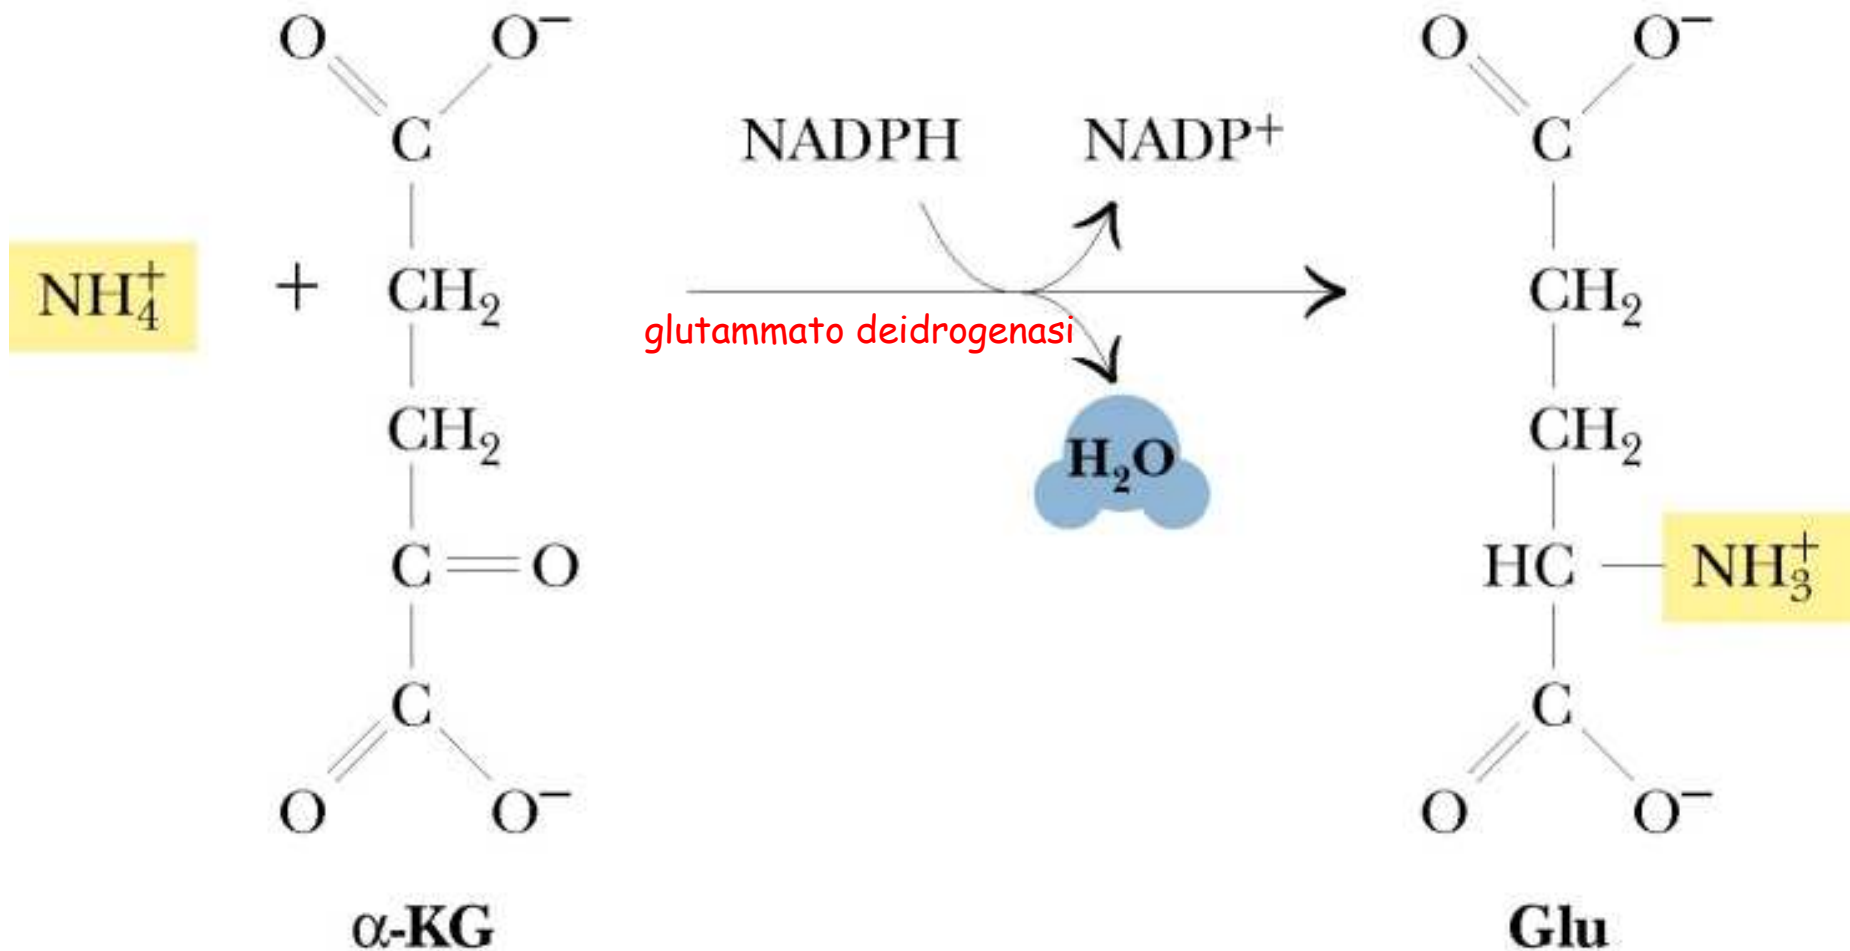 O O⁻ O O⁻
C NADPH NADP⁺ C
NH₄⁺ + CH₂ CH₂
glutammato deidrogenasi
CH₂ H₂O CH₂
C O HC NH₃⁺
C C
O O⁻ O O⁻
α-KG Glu